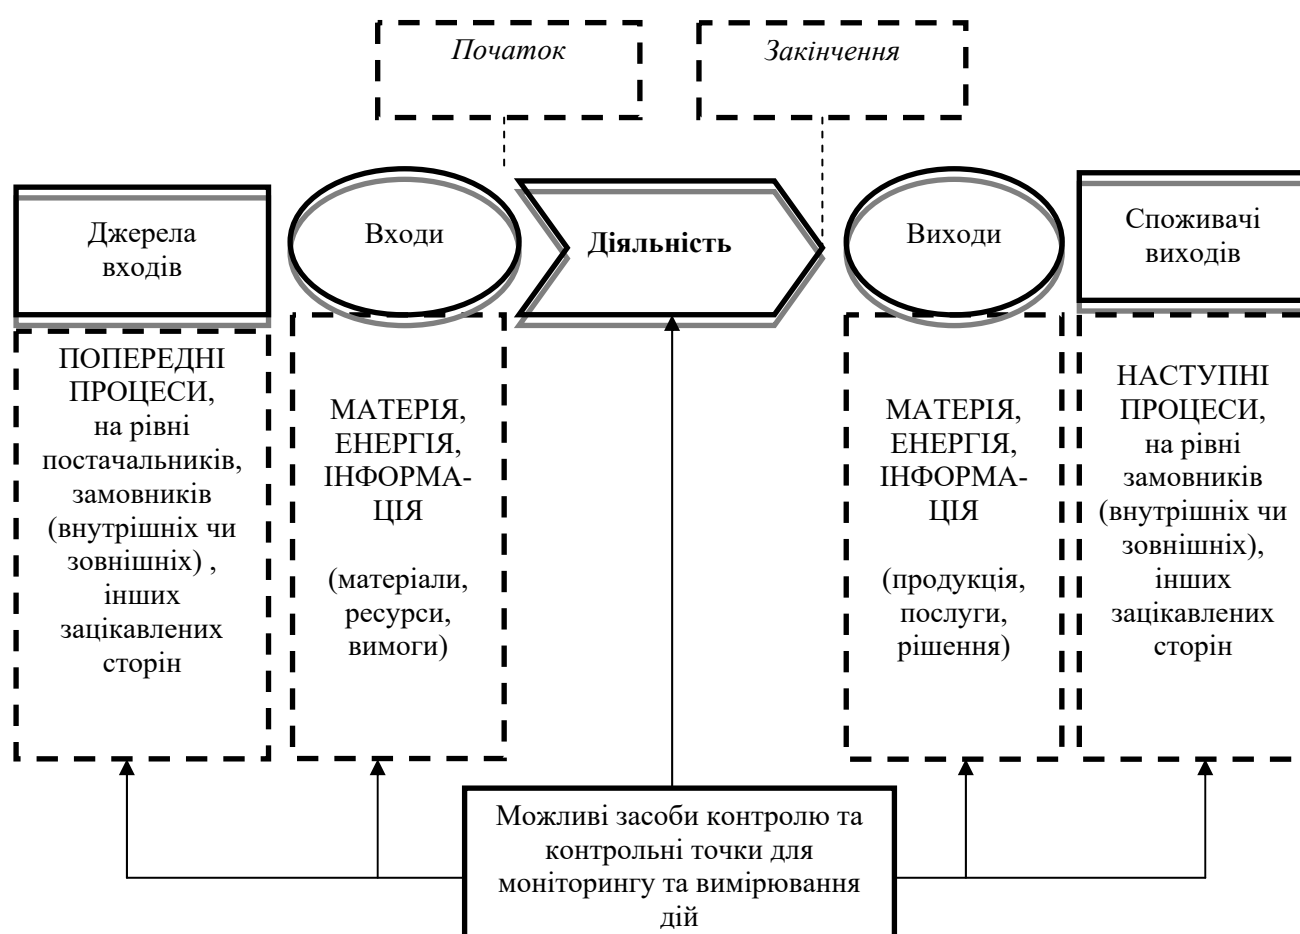 Початок
Закінчення
Джерела
входів
Входи
Діяльність
Виходи
Споживачі
виходів
ПОПЕРЕДНІ
ПРОЦЕСИ,
на рівні
постачальників,
замовників
(внутрішніх чи
зовнішніх) ,
інших
зацікавлених
сторін
МАТЕРІЯ,
ЕНЕРГІЯ,
ІНФОРМА-
ЦІЯ
(матеріали,
ресурси,
вимоги)
МАТЕРІЯ,
ЕНЕРГІЯ,
ІНФОРМА-
ЦІЯ
(продукція,
послуги,
рішення)
НАСТУПНІ
ПРОЦЕСИ,
на рівні
замовників
(внутрішніх чи
зовнішніх),
інших
зацікавлених
сторін
Можливі засоби контролю та
контрольні точки для
моніторингу та вимірювання
дій